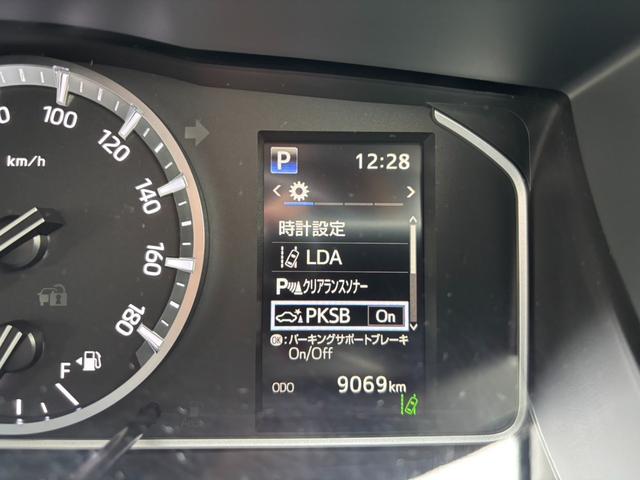 100
120
140
160
180
km/h
F
P 12:28
時計設定
LDA
P クリアランスソナー
PKSB On
OK:パーキングサポートブレーキ
On/Off
ODO 9069km